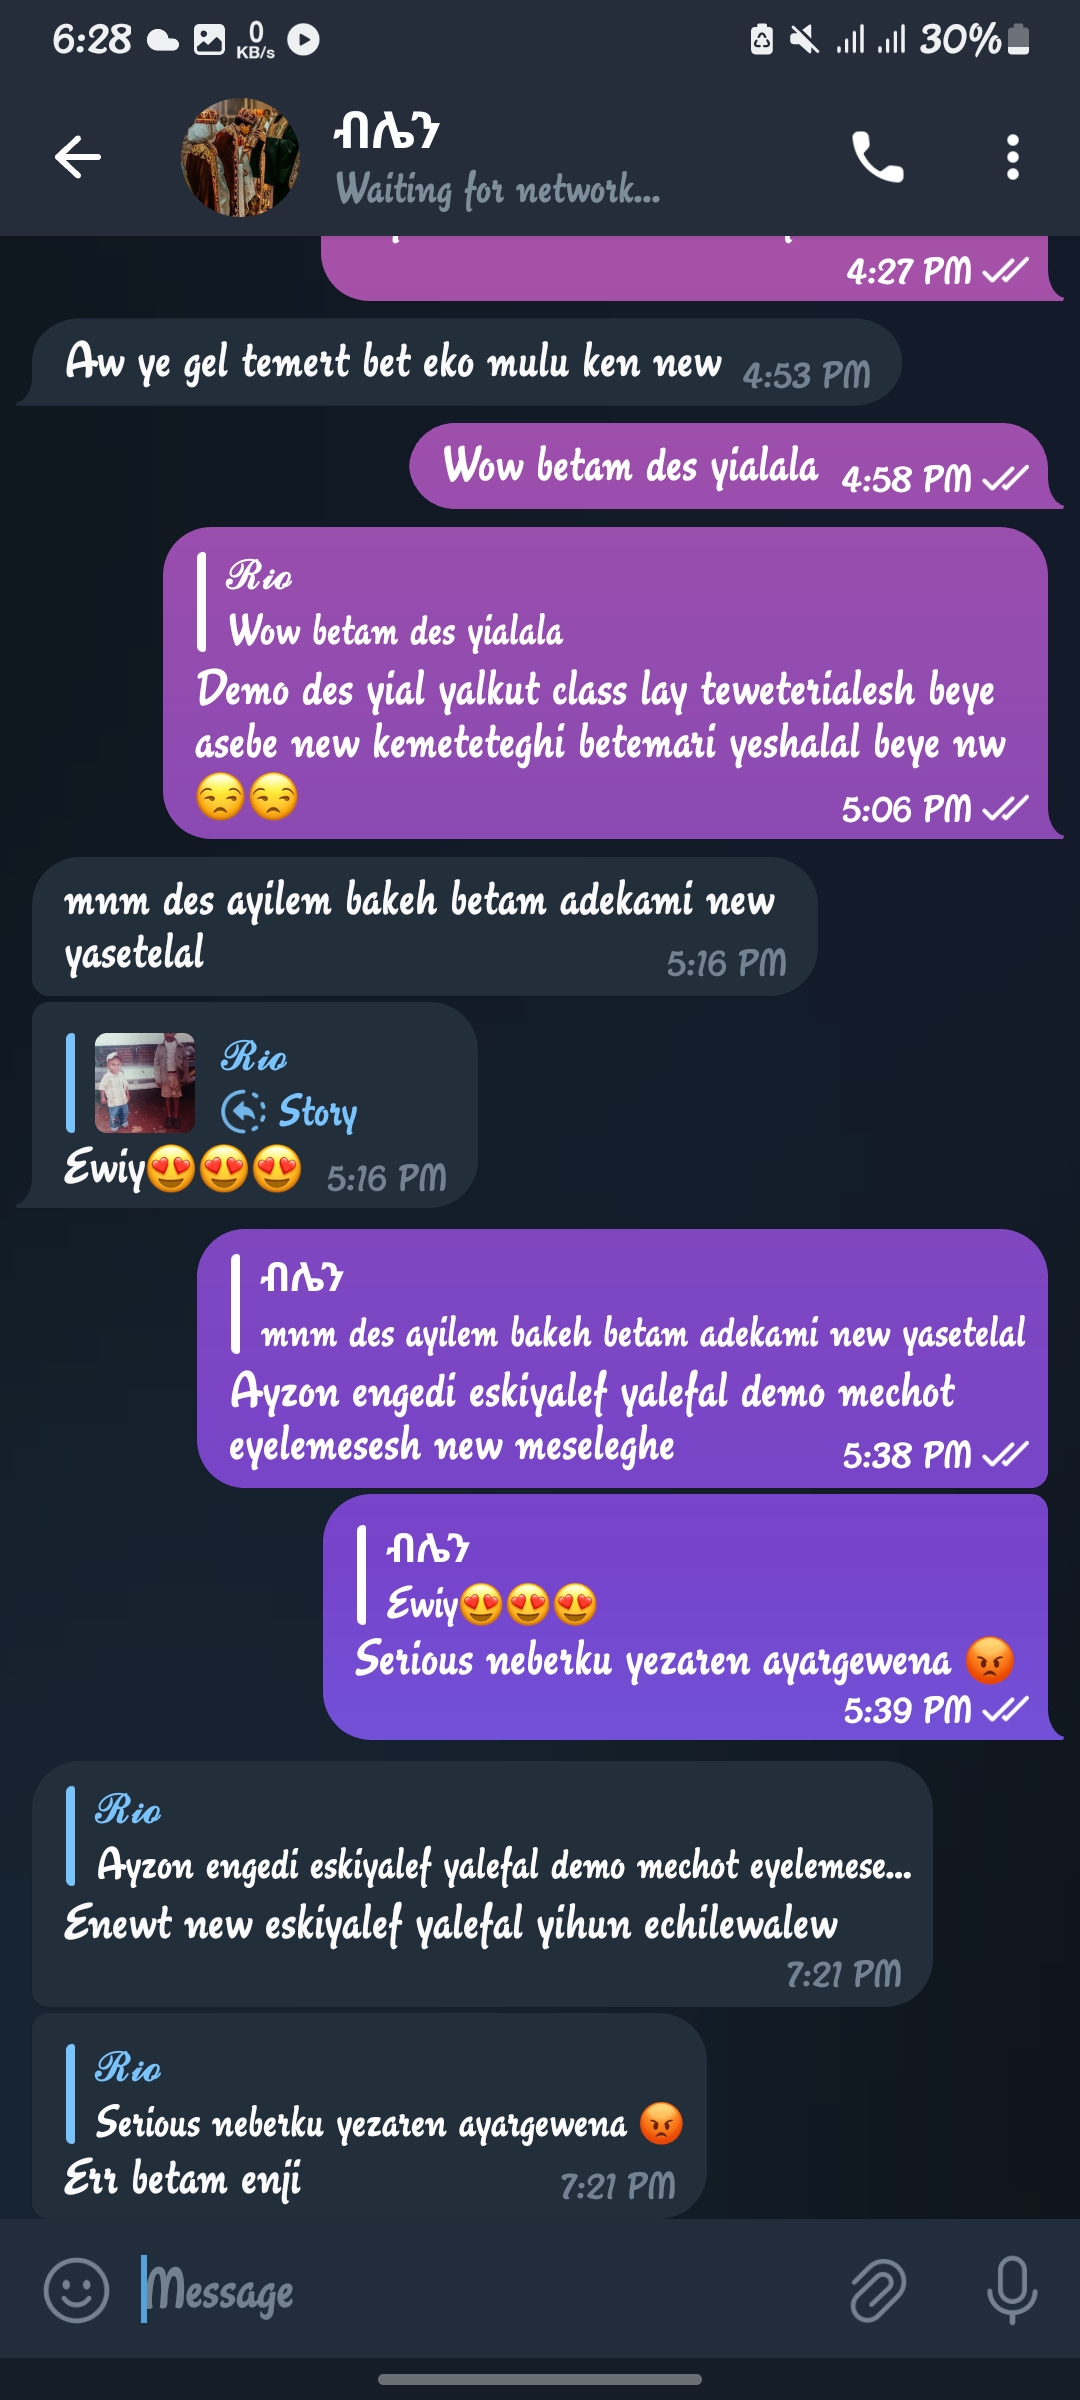 6:28
0
KB/s
30%
ብሌን
Waiting for network...
4:27 PM
Aw ye gel temert bet eko mulu ken new 4:53 PM
Wow betam des yialala 4:58 PM
Rio
Wow betam des yialala
Demo des yial yalkut class lay teweterialesh beye
asebe new kemeteteghi betemari yeshalal beye nw
😒😒 5:06 PM
mnm des ayilem bakeh betam adekami new
yasetelal 5:16 PM
Rio
Story
Ewiy😍😍😍 5:16 PM
ብሌን
mnm des ayilem bakeh betam adekami new yasetelal
Ayzon engedi eskiyalef yalefal demo mechot
eyelemesesh new meseleghe 5:38 PM
ብሌን
Ewiy😍😍😍
Serious neberku yezaren ayargewena 😡
5:39 PM
Rio
Ayzon engedi eskiyalef yalefal demo mechot eyelemese...
Enewt new eskiyalef yalefal yihun echilewalew
7:21 PM
Rio
Serious neberku yezaren ayargewena 😡
Err betam enji 7:21 PM
Message